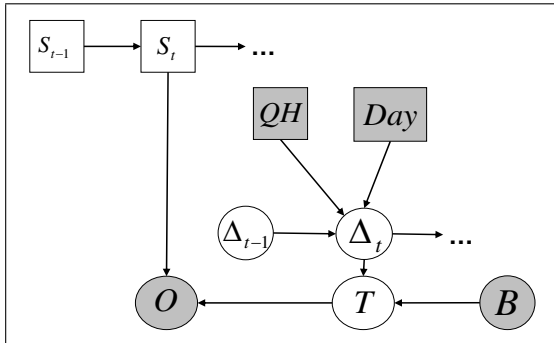 S_{t-1} S_t ...
QH Day
Δ_{t-1} Δ_t ...
O T B